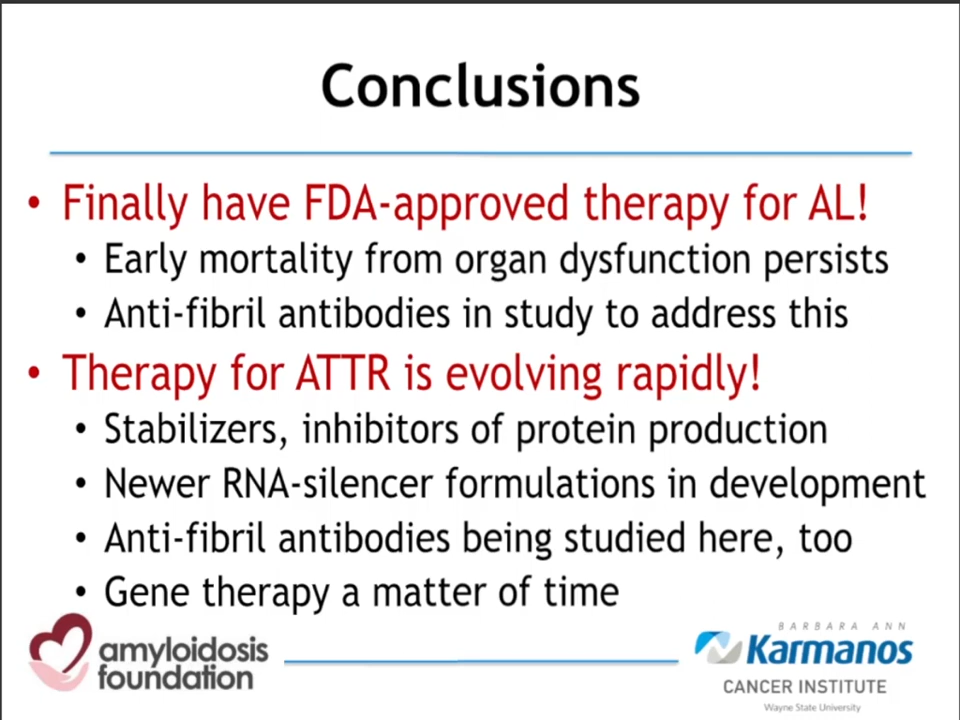 Conclusions
• Finally have FDA-approved therapy for AL!
• Early mortality from organ dysfunction persists
• Anti-fibril antibodies in study to address this
• Therapy for ATTR is evolving rapidly!
• Stabilizers, inhibitors of protein production
• Newer RNA-silencer formulations in development
• Anti-fibril antibodies being studied here, too
• Gene therapy a matter of time
amyloidosis
foundation
BARBARA ANN
Karmanos
CANCER INSTITUTE
Wayne State University